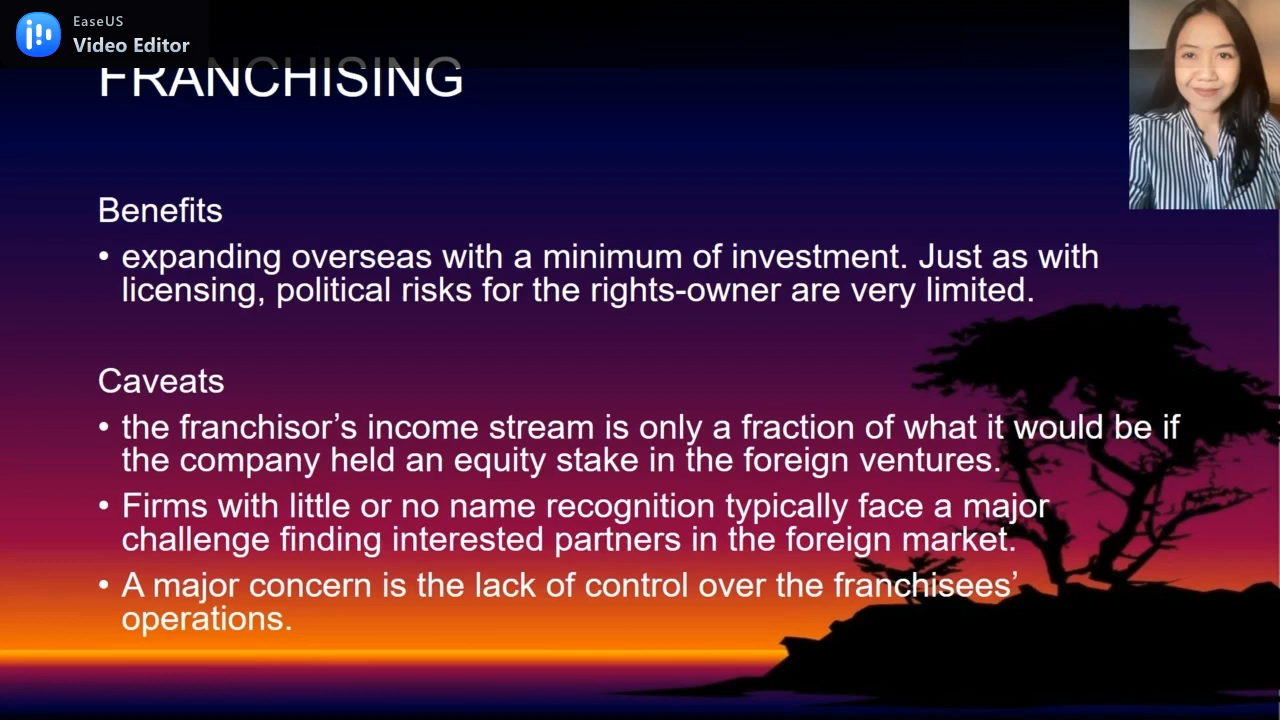 EaseUS
Video Editor
FRANCHISING
Benefits
• expanding overseas with a minimum of investment. Just as with
licensing, political risks for the rights-owner are very limited.
Caveats
• the franchisor’s income stream is only a fraction of what it would be if
the company held an equity stake in the foreign ventures.
• Firms with little or no name recognition typically face a major
challenge finding interested partners in the foreign market.
• A major concern is the lack of control over the franchisees’
operations.